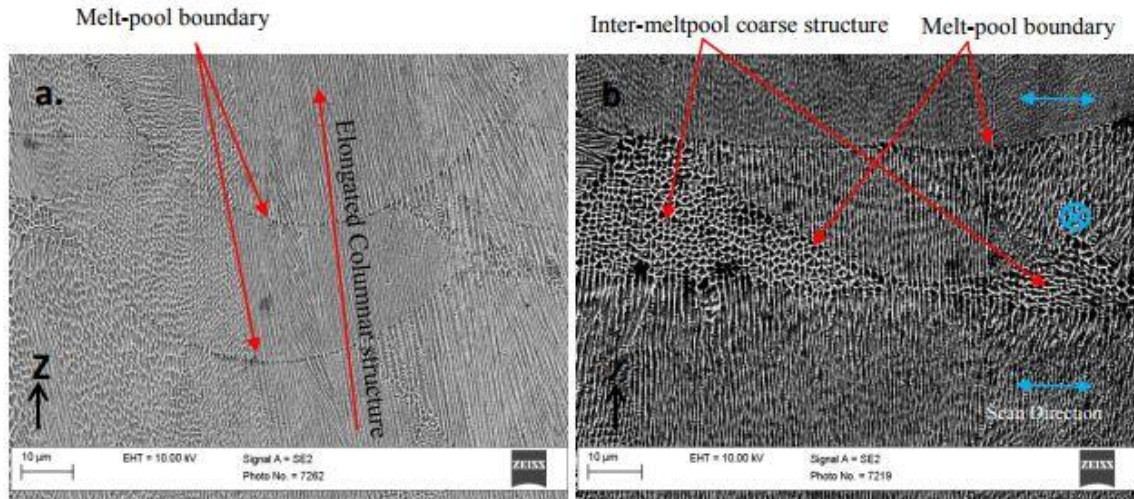 Melt-pool boundary
Inter-meltpool coarse structure
Melt-pool boundary
a.
Elongated Columnar structure
Z
10 µm
EHT = 10.00 kV
Signal A = SE2
Photo No. = 7262
ZEISS
b
Z
Scan Direction
10 µm
EHT = 10.00 kV
Signal A = SE2
Photo No. = 7219
ZEISS